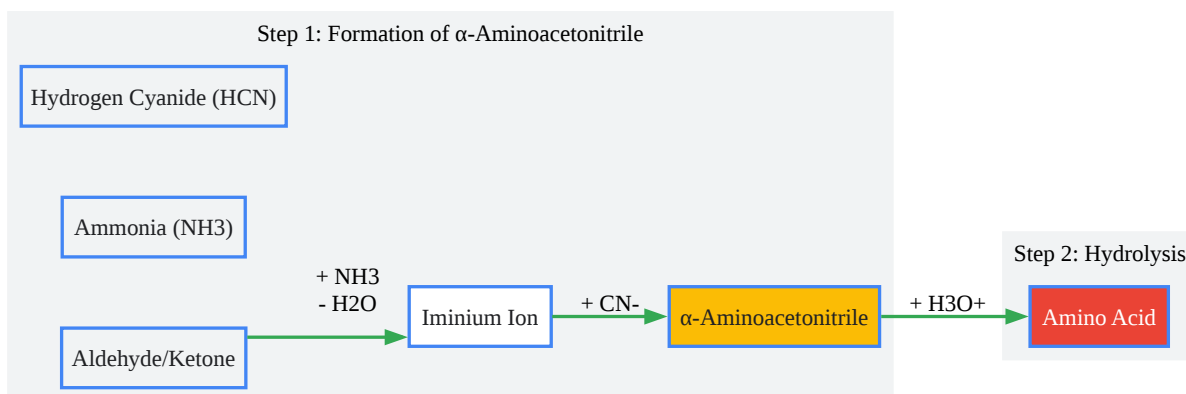 Step 1: Formation of α-Aminoacetonitrile
Hydrogen Cyanide (HCN)
Ammonia (NH3)
Aldehyde/Ketone
+ NH3
- H2O
Iminium Ion
+ CN-
α-Aminoacetonitrile
+ H3O+
Step 2: Hydrolysis
Amino Acid